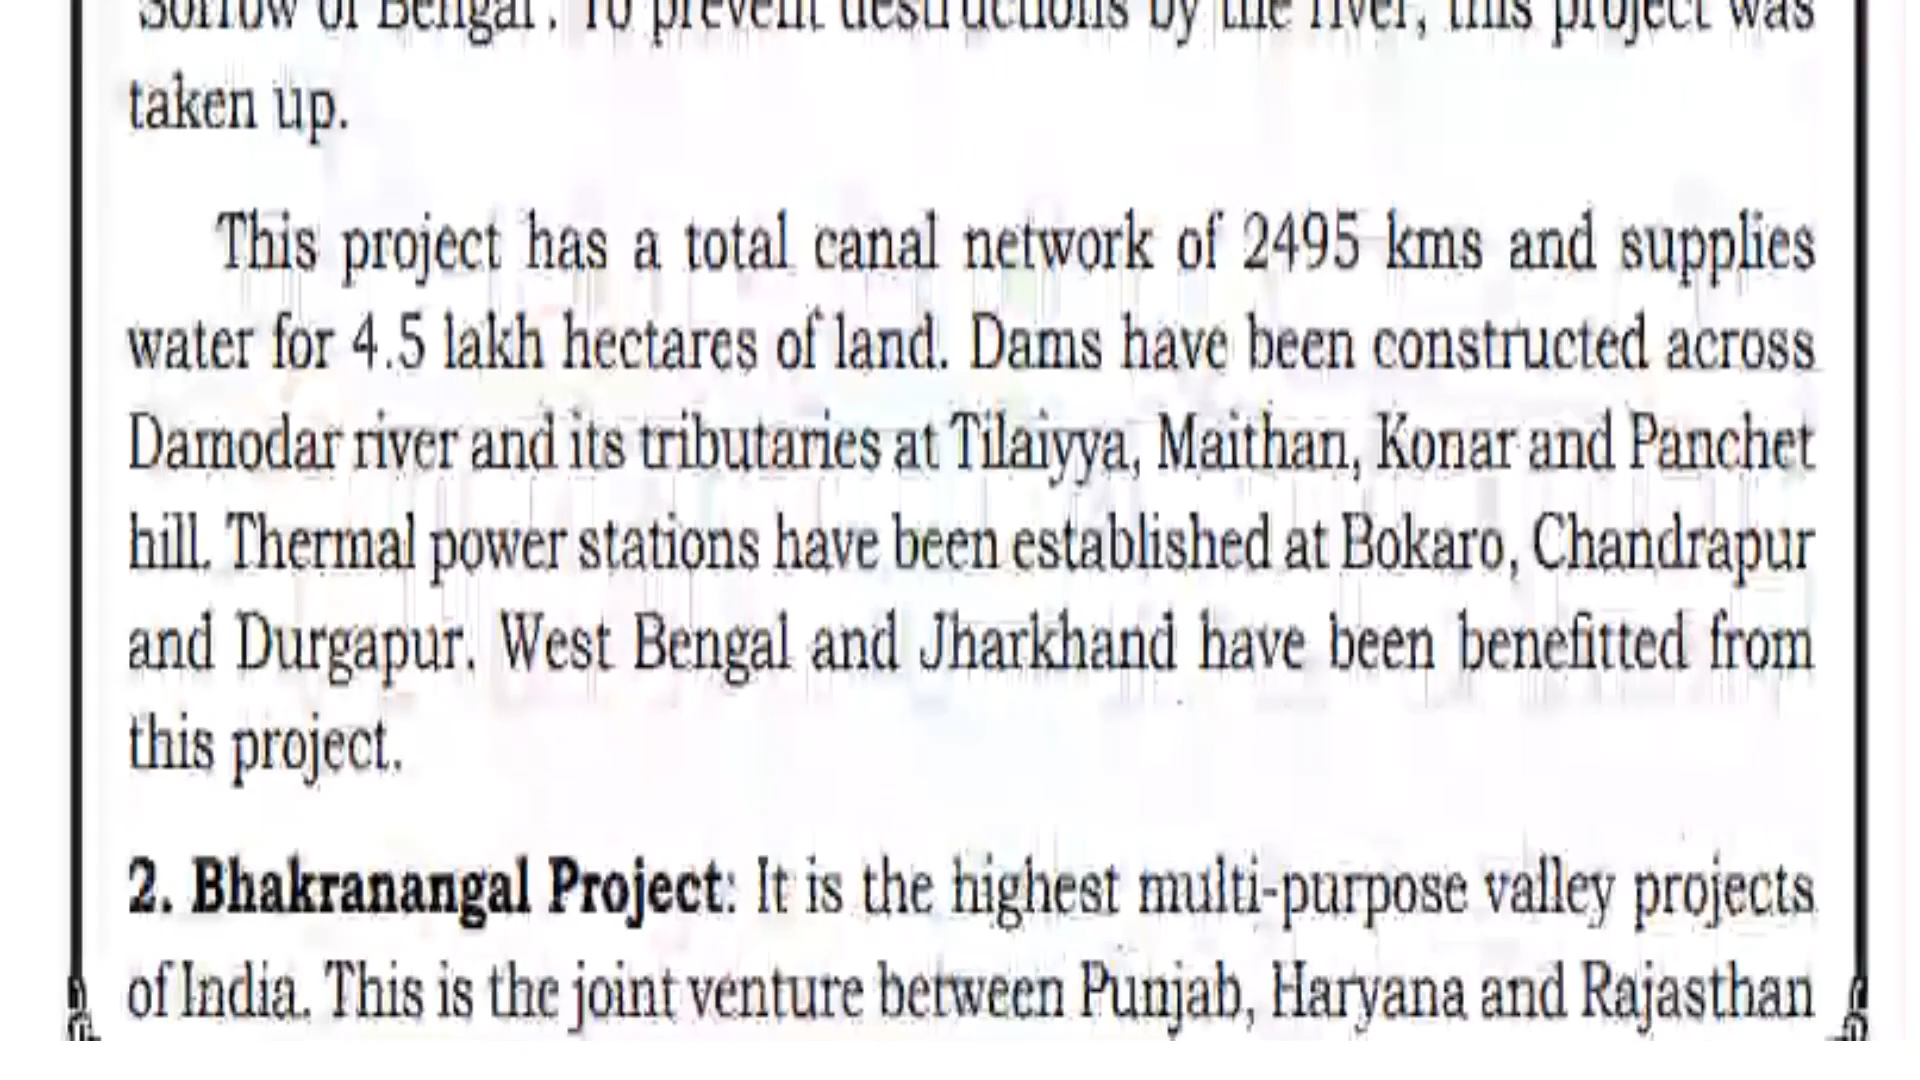 Sorrow of Bengal'. To prevent destructions by the river, this project was
taken up.
This project has a total canal network of 2495 kms and supplies
water for 4.5 lakh hectares of land. Dams have been constructed across
Damodar river and its tributaries at Tilaiyya, Maithan, Konar and Panchet
hill. Thermal power stations have been established at Bokaro, Chandrapur
and Durgapur. West Bengal and Jharkhand have been benefitted from
this project.
2. Bhakranangal Project: It is the highest multi-purpose valley projects
of India. This is the joint venture between Punjab, Haryana and Rajasthan